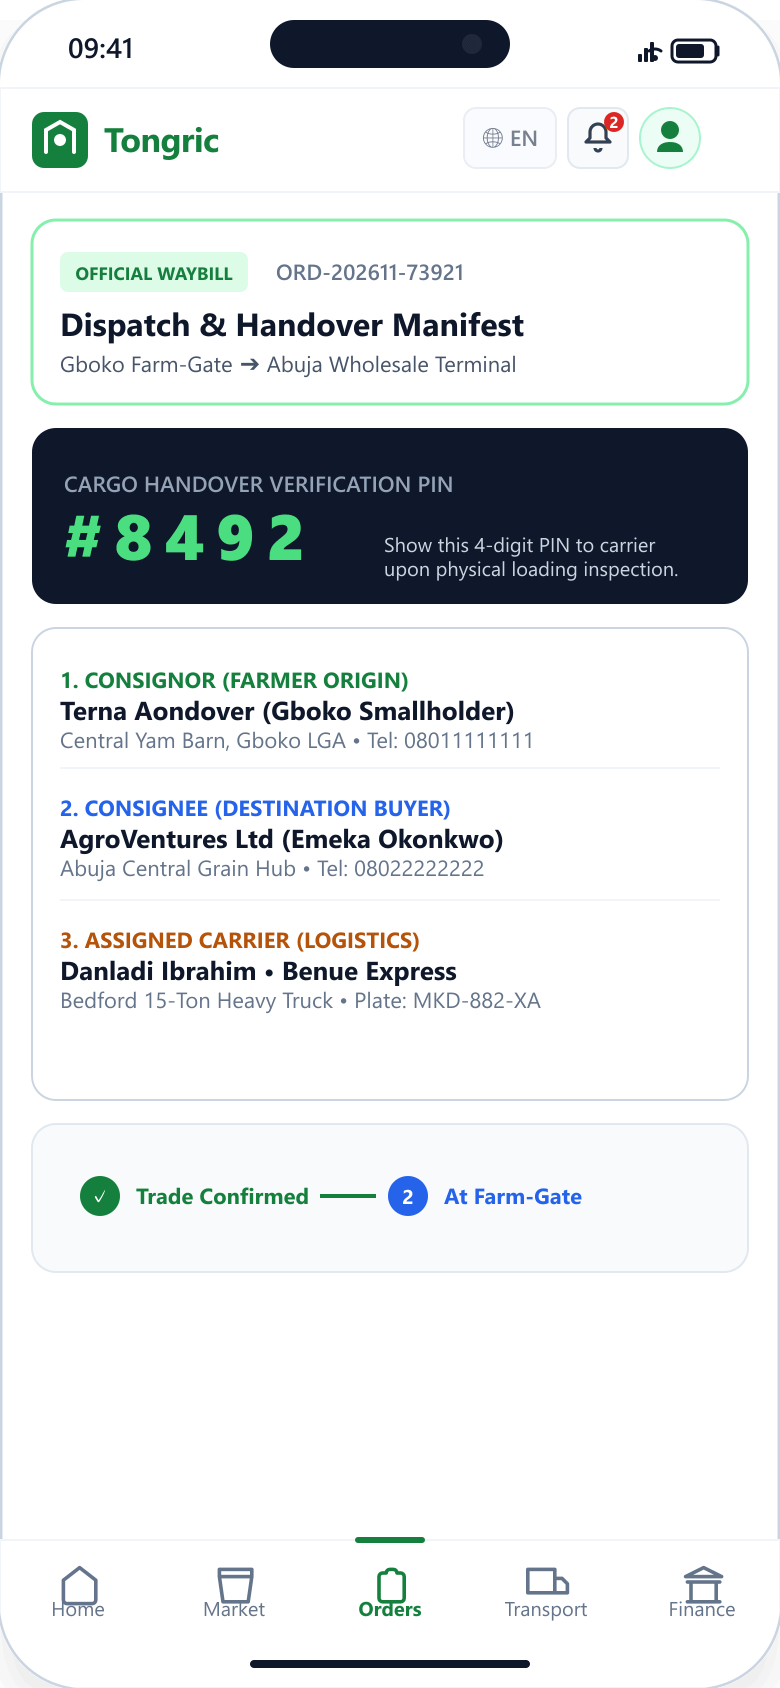 09:41
Tongric
EN
2
OFFICIAL WAYBILL
ORD-202611-73921
Dispatch & Handover Manifest
Gboko Farm-Gate ➔ Abuja Wholesale Terminal
CARGO HANDOVER VERIFICATION PIN
#8492
Show this 4-digit PIN to carrier
upon physical loading inspection.
1. CONSIGNOR (FARMER ORIGIN)
Terna Aondover (Gboko Smallholder)
Central Yam Barn, Gboko LGA • Tel: 08011111111
2. CONSIGNEE (DESTINATION BUYER)
AgroVentures Ltd (Emeka Okonkwo)
Abuja Central Grain Hub • Tel: 08022222222
3. ASSIGNED CARRIER (LOGISTICS)
Danladi Ibrahim • Benue Express
Bedford 15-Ton Heavy Truck • Plate: MKD-882-XA
✓ Trade Confirmed
2 At Farm-Gate
Home
Market
Orders
Transport
Finance